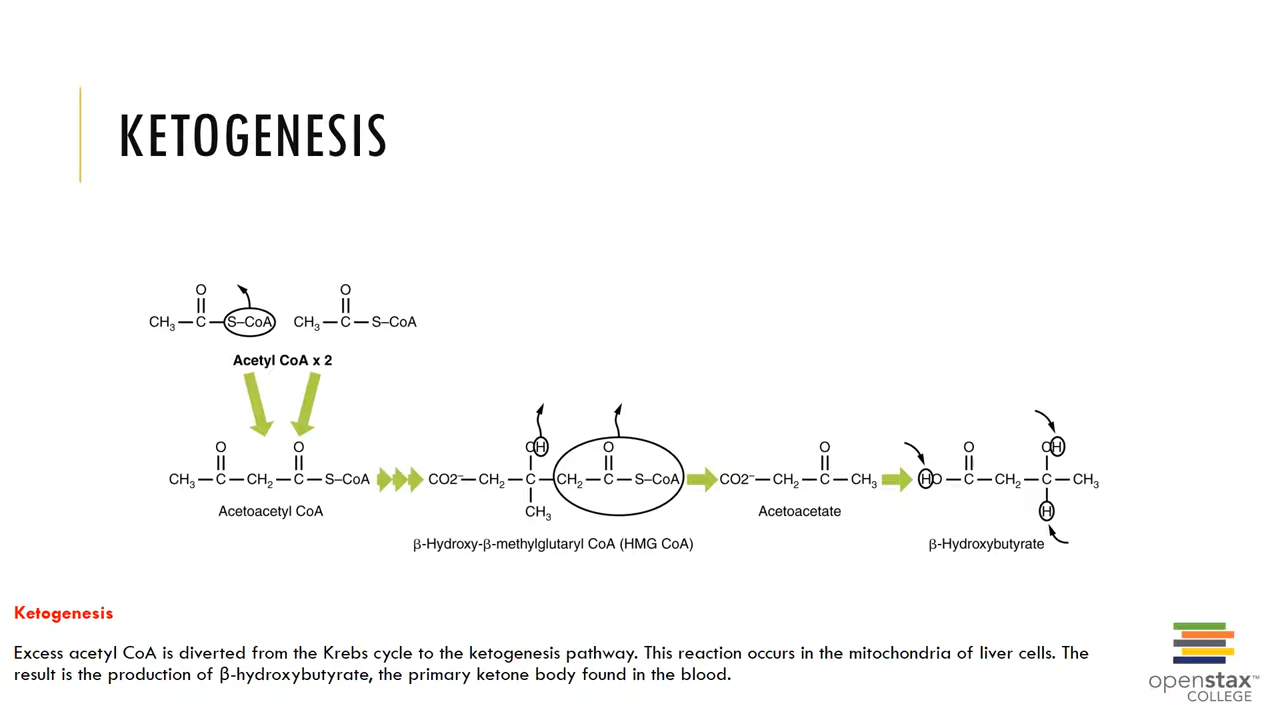 KETOGENESIS
O O
CH3 C S–CoA CH3 C S–CoA
Acetyl CoA x 2
O O OH O O O OH
CH3 C CH2 C S–CoA CO2– CH2 C CH2 C S–CoA CO2– CH2 C CH3 HO C CH2 C CH3
Acetoacetyl CoA CH3 Acetoacetate H
β-Hydroxy-β-methylglutaryl CoA (HMG CoA) β-Hydroxybutyrate
Ketogenesis
Excess acetyl CoA is diverted from the Krebs cycle to the ketogenesis pathway. This reaction occurs in the mitochondria of liver cells. The
result is the production of β-hydroxybutyrate, the primary ketone body found in the blood.
openstax™
COLLEGE